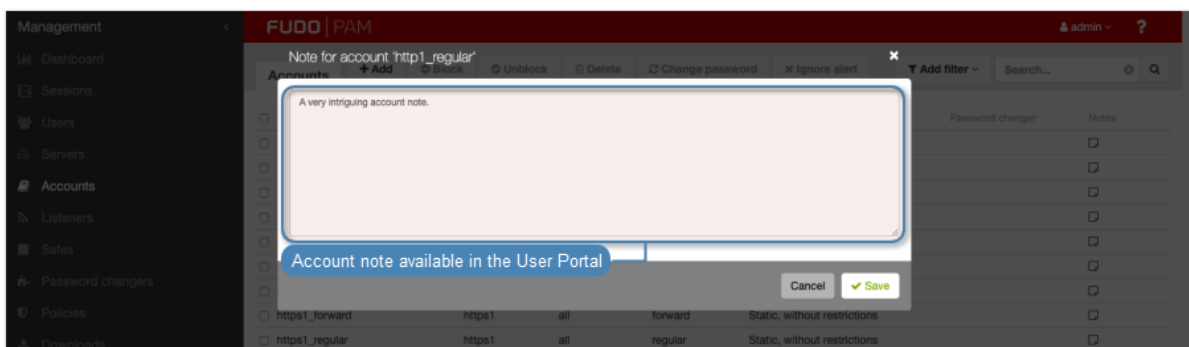 Management
FUDO PAM
admin
?
Note for account 'http1_regular'
Dashboard
Accounts
+ Add
Block
Unblock
Delete
Change password
Ignore alert
Add filter
Search...
Sessions
A very intriguing account note.
Users
Password changer
Notes
Servers
Accounts
Listeners
Safes
Account note available in the User Portal
Password changers
Cancel
Save
Policies
https1_forward https1 all forward Static, without restrictions
Downloads
https1_regular https1 all regular Static, without restrictions